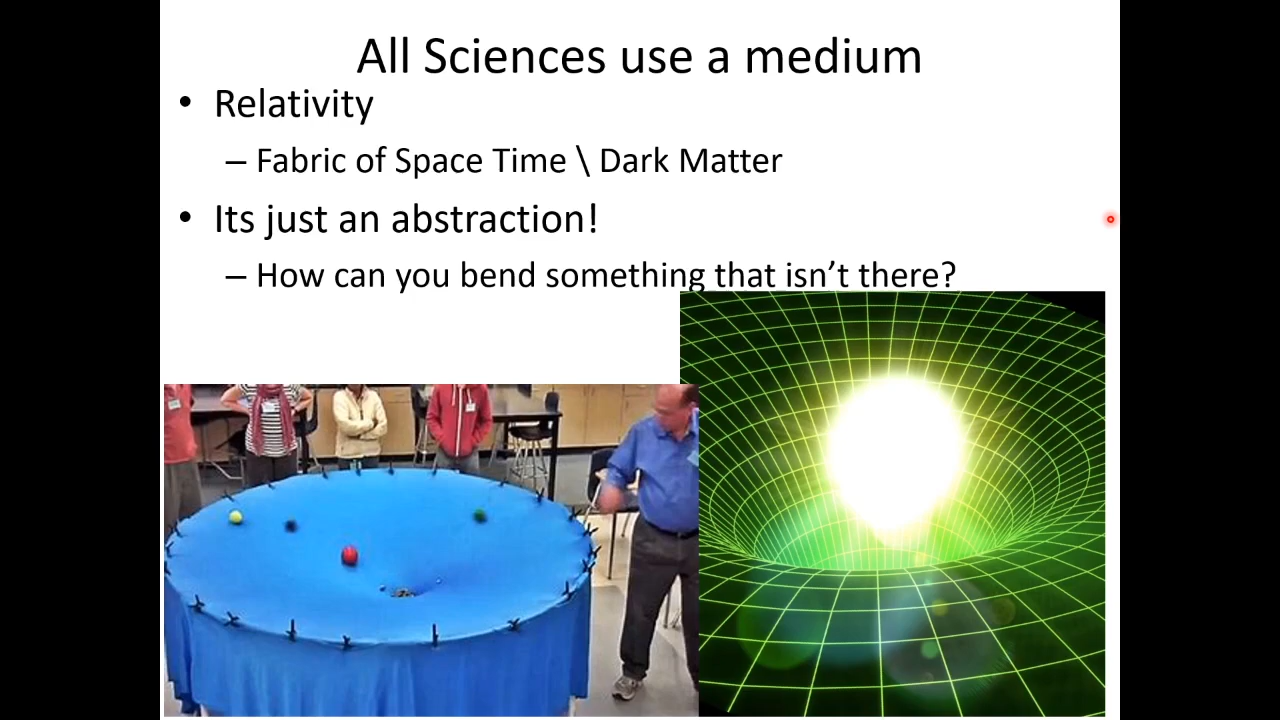 All Sciences use a medium
• Relativity
– Fabric of Space Time \ Dark Matter
• Its just an abstraction!
– How can you bend something that isn’t there?